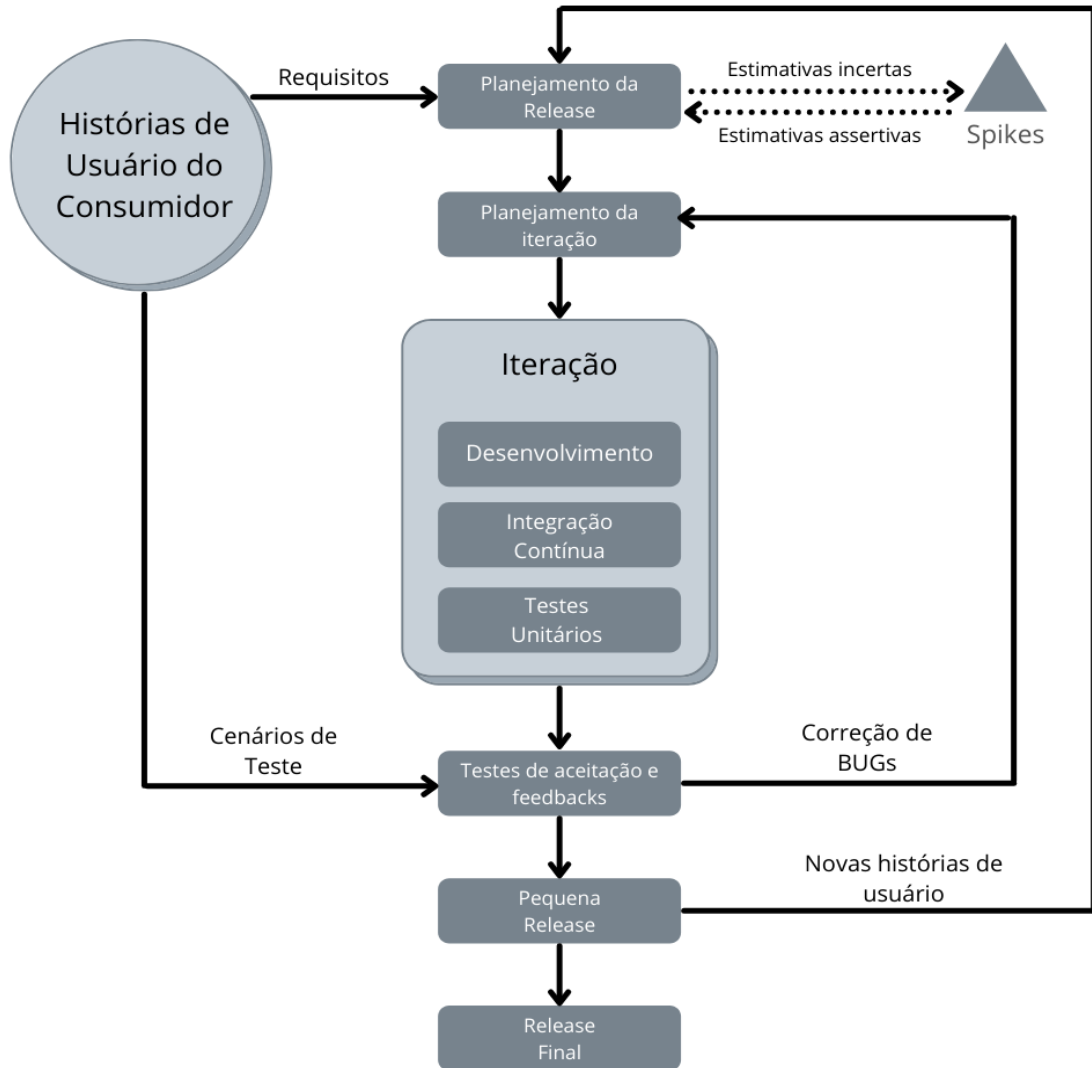 Histórias de
Usuário do
Consumidor
Requisitos
Planejamento da
Release
Estimativas incertas
Estimativas assertivas
Spikes
Planejamento da
iteração
Iteração
Desenvolvimento
Integração
Contínua
Testes
Unitários
Cenários de
Teste
Testes de aceitação e
feedbacks
Correção de
BUGs
Pequena
Release
Novas histórias de
usuário
Release
Final